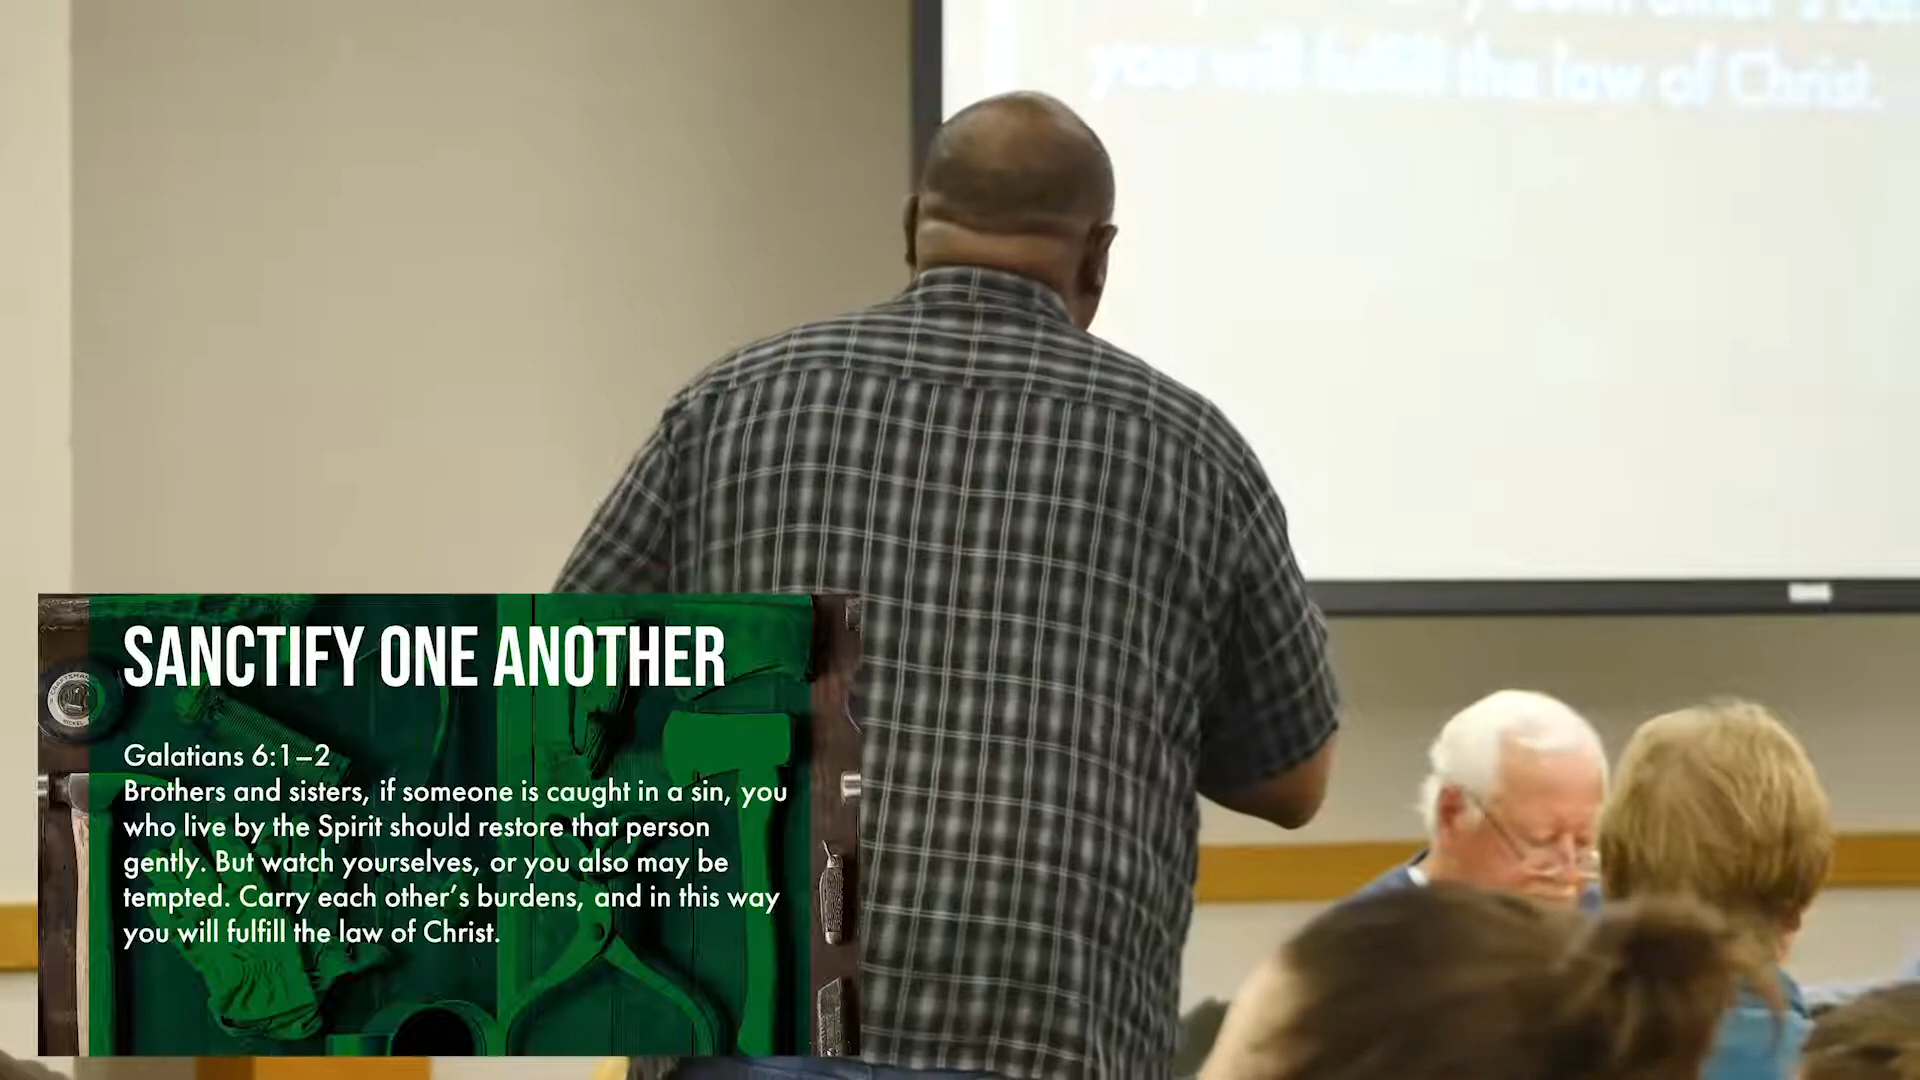 you will fulfill the law of Christ.
SANCTIFY ONE ANOTHER
Galatians 6:1–2
Brothers and sisters, if someone is caught in a sin, you
who live by the Spirit should restore that person
gently. But watch yourselves, or you also may be
tempted. Carry each other’s burdens, and in this way
you will fulfill the law of Christ.